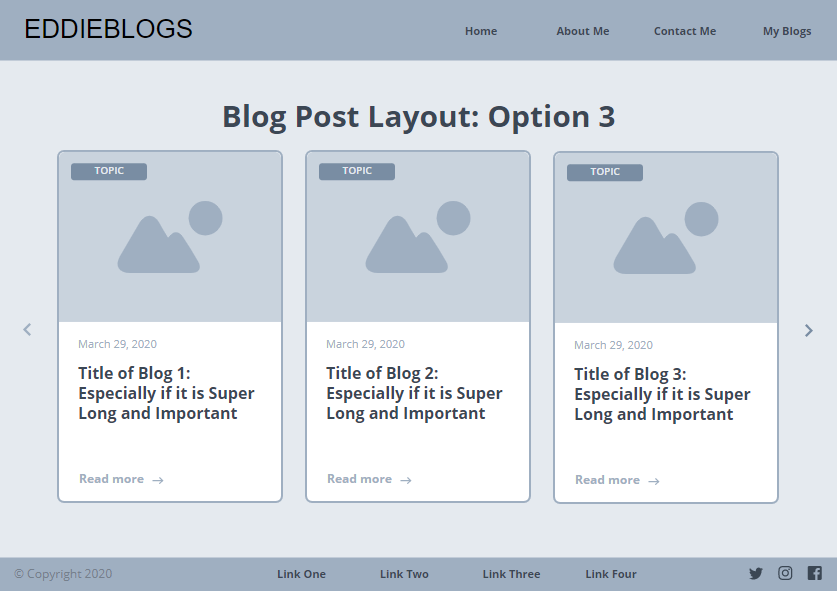 EDDIEBLOGS
Home About Me Contact Me My Blogs
Blog Post Layout: Option 3
TOPIC
March 29, 2020
Title of Blog 1:
Especially if it is Super
Long and Important
Read more →
TOPIC
March 29, 2020
Title of Blog 2:
Especially if it is Super
Long and Important
Read more →
TOPIC
March 29, 2020
Title of Blog 3:
Especially if it is Super
Long and Important
Read more →
© Copyright 2020 Link One Link Two Link Three Link Four